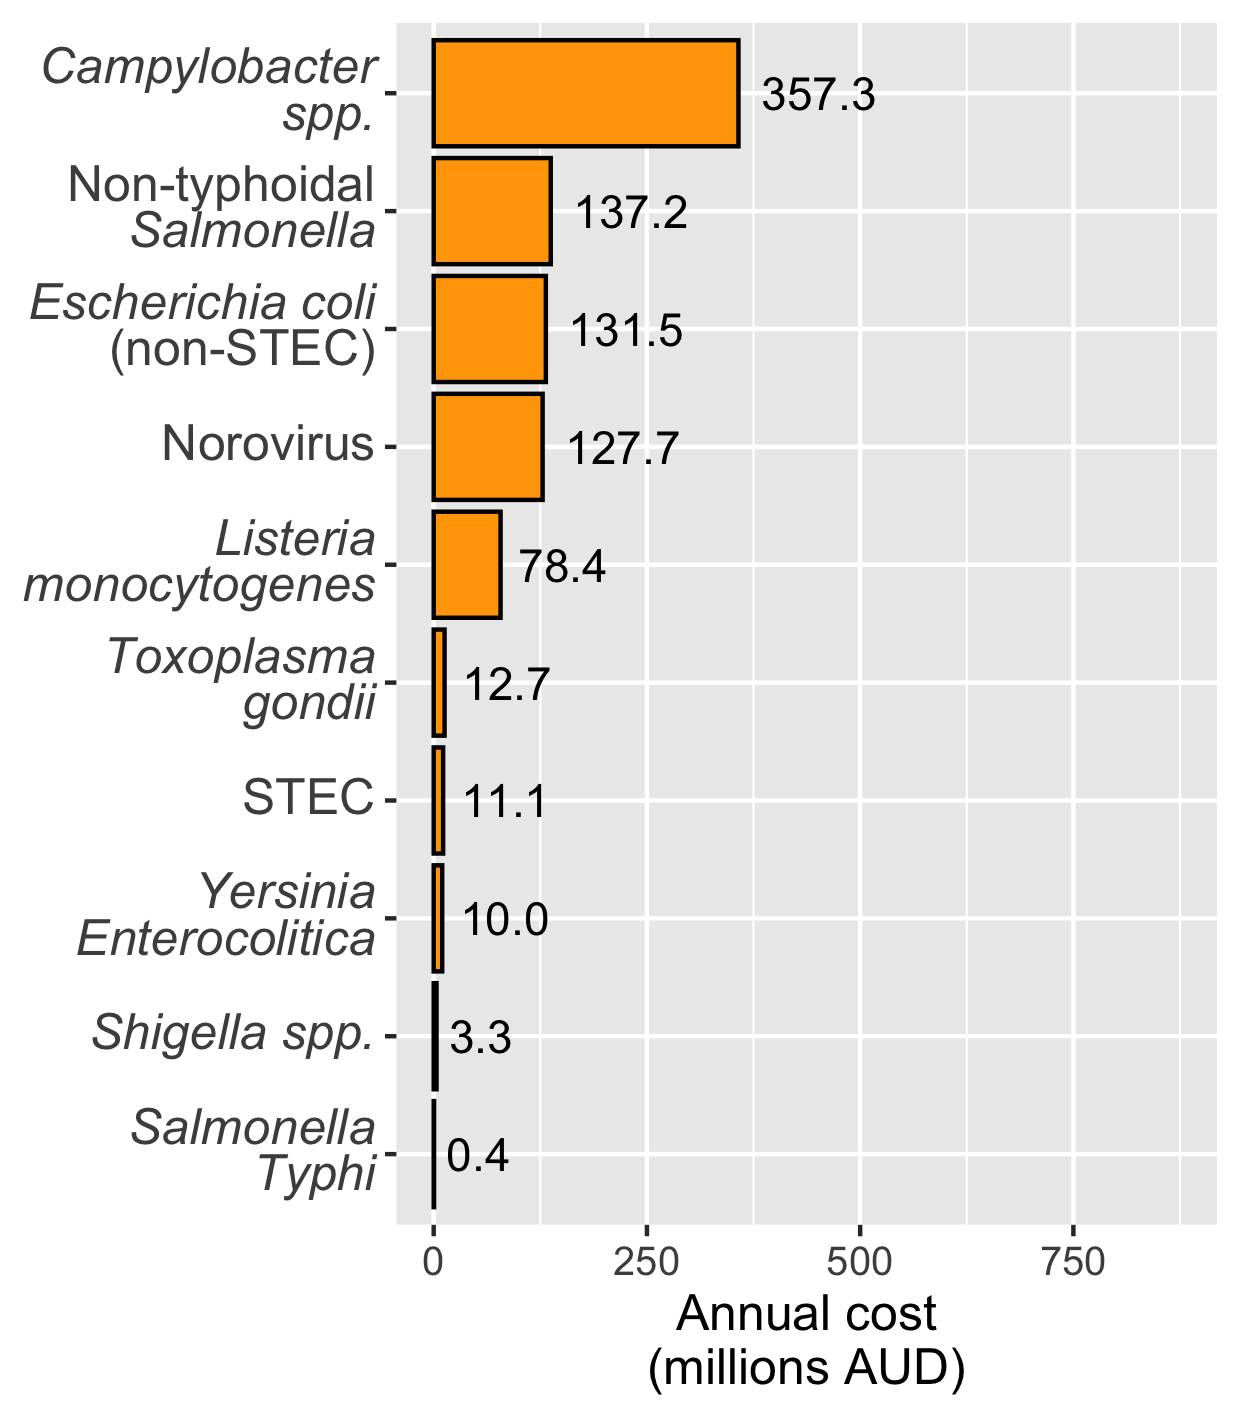 Campylobacter
spp.
357.3
Non-typhoidal
Salmonella
137.2
Escherichia coli
(non-STEC)
131.5
Norovirus
127.7
Listeria
monocytogenes
78.4
Toxoplasma
gondii
12.7
STEC
11.1
Yersinia
Enterocolitica
10.0
Shigella spp.
3.3
Salmonella
Typhi
0.4
0 250 500 750
Annual cost
(millions AUD)